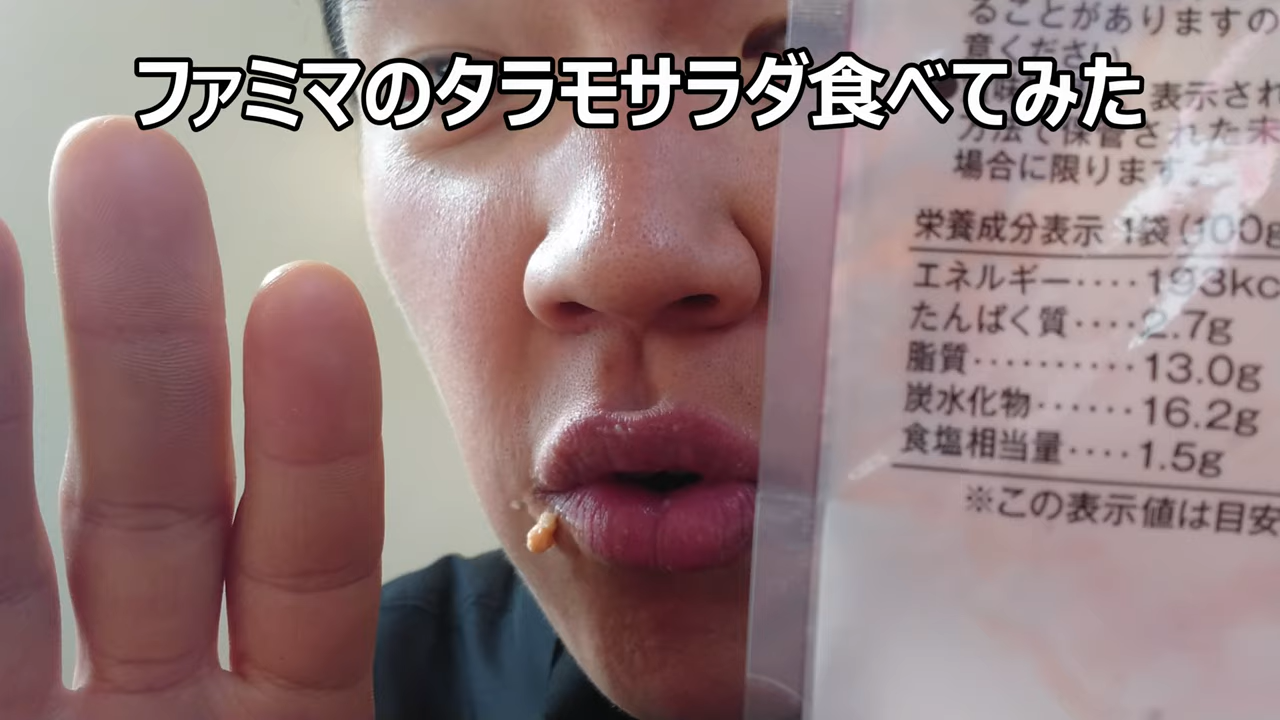 ファミマのタラモサラダ食べてみた
ることがありますの
意ください
表示され
方法で保管された未
場合に限ります。
栄養成分表示 1袋(100g
エネルギー････193kc
たんぱく質････2.7g
脂質･･････････13.0g
炭水化物･･････16.2g
食塩相当量････1.5g
※この表示値は目安